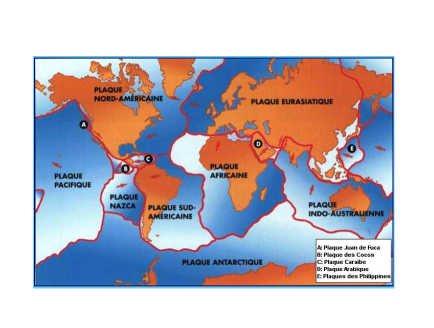 PLAQUE
NORD-AMÉRICAINE
PLAQUE EURASIATIQUE
A
D
E
C
B
PLAQUE
PACIFIQUE
PLAQUE
AFRICAINE
PLAQUE
NAZCA
PLAQUE SUD-
AMÉRICAINE
PLAQUE
INDO-AUSTRALIENNE
PLAQUE ANTARCTIQUE
A: Plaque Juan de Fuca
B: Plaque des Cocos
C: Plaque Caraïbe
D: Plaque Arabique
E: Plaques des Philippines